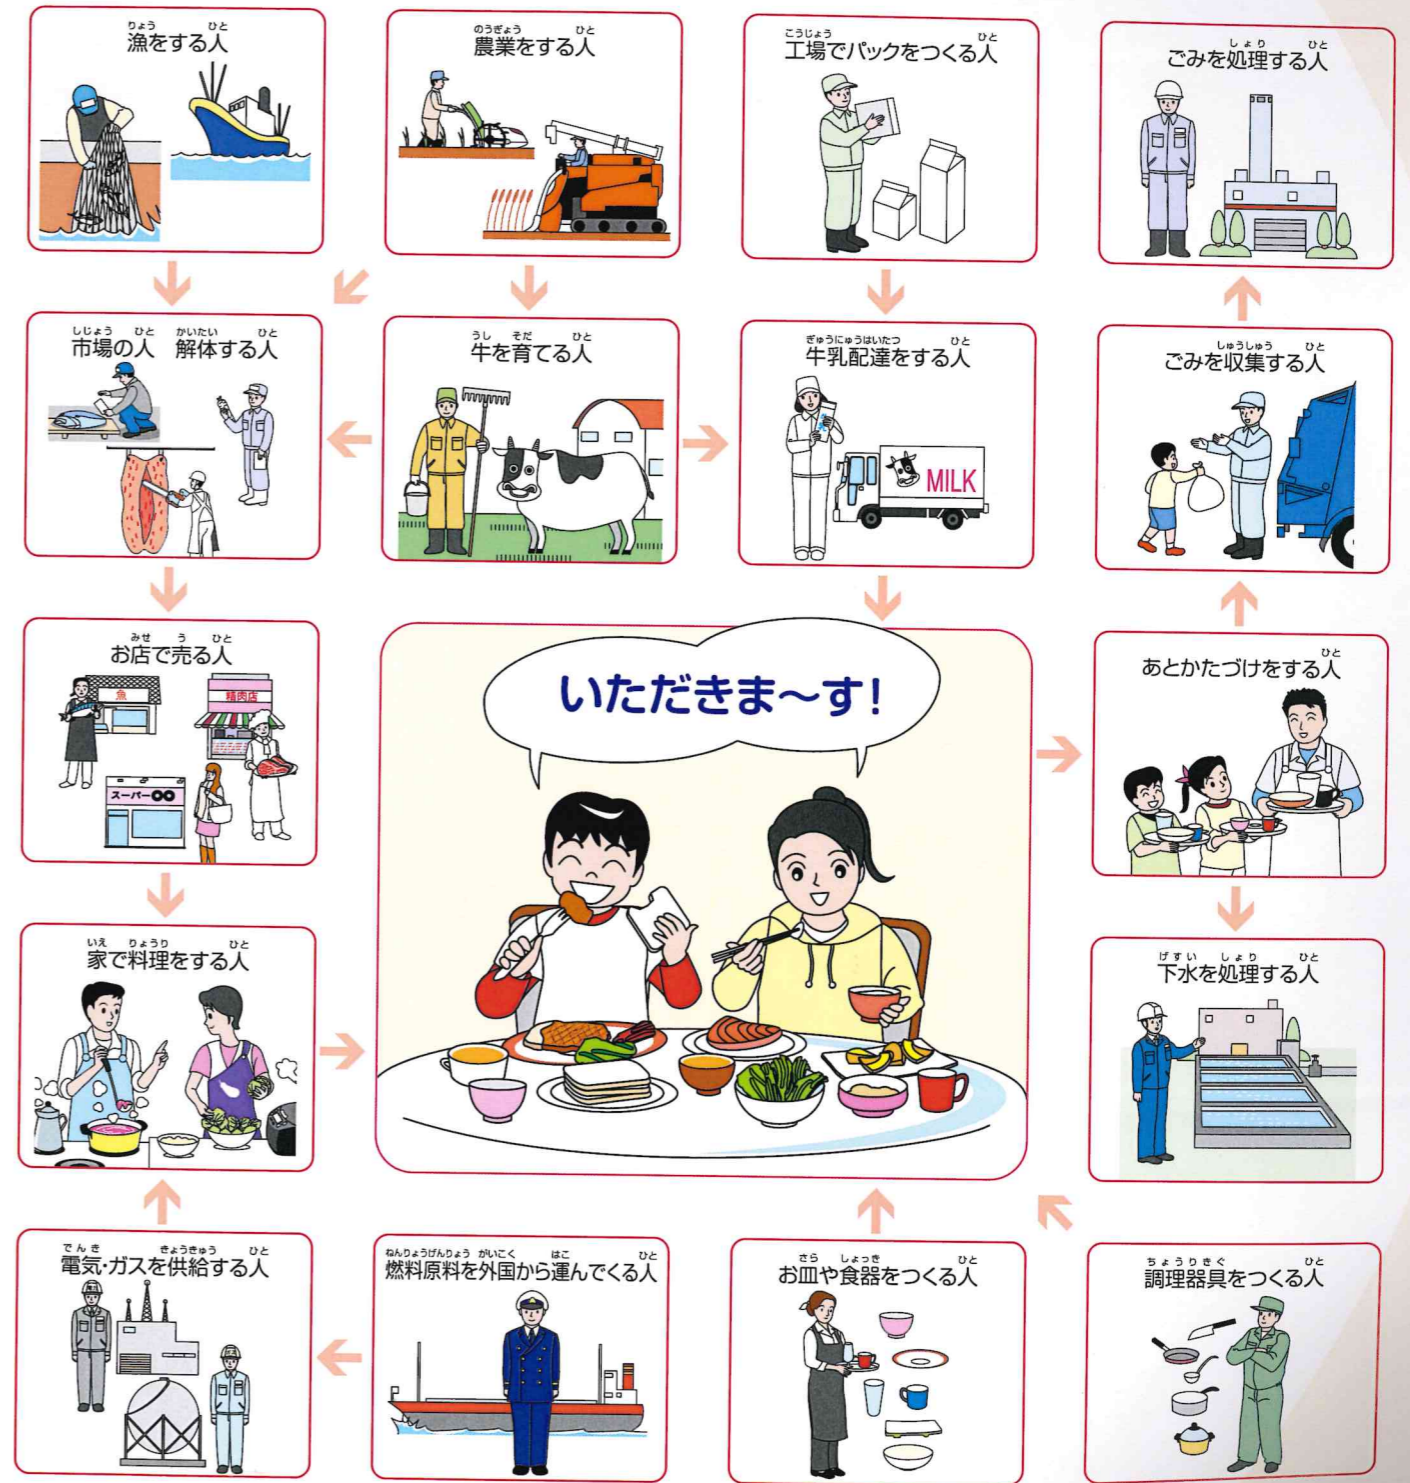 漁をする人
農業をする人
工場でパックをつくる人
ごみを処理する人
市場の人 解体する人
牛を育てる人
牛乳配達をする人
MILK
ごみを収集する人
お店で売る人
魚
精肉店
スーパー〇〇
いただきま〜す!
あとかたづけをする人
家で料理をする人
下水を処理する人
電気・ガスを供給する人
燃料原料を外国から運んでくる人
お皿や食器をつくる人
調理器具をつくる人